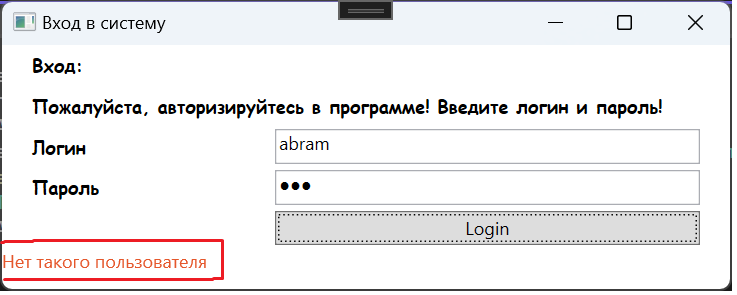 Вход в систему
Вход:
Пожалуйста, авторизируйтесь в программе! Введите логин и пароль!
Логин abram
Пароль •••
Login
Нет такого пользователя